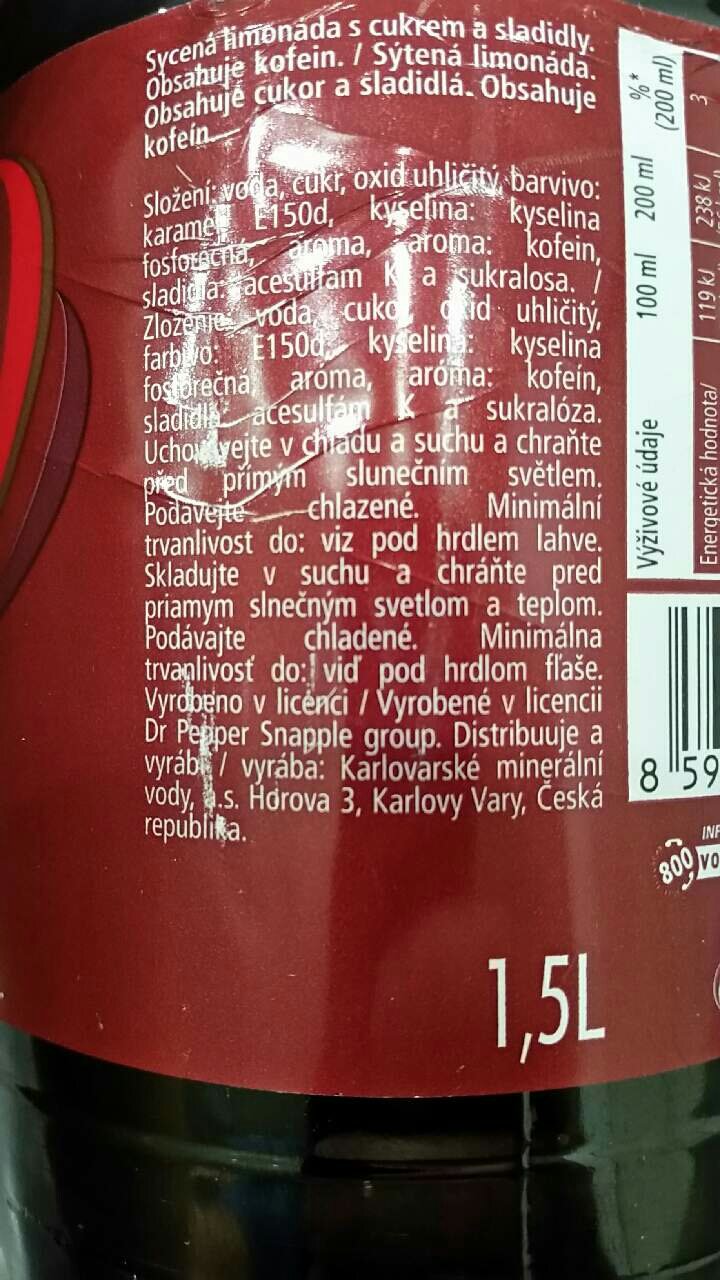 Sycená limonáda s cukrem a sladidly.
Obsahuje kofein. / Sýtená limonáda.
Obsahuje cukor a sladidlá. Obsahuje
kofeín.
Složení: voda, cukr, oxid uhličitý, barvivo:
karamel E150d, kyselina: kyselina
fosforečná, aroma, aroma: kofein,
sladidla: acesulfam K a sukralosa. /
Zloženie: voda, cukor, oxid uhličitý,
farbivo: E150d, kyselina: kyselina
fosforečná, aróma, aróma: kofeín,
sladidlá: acesulfám K a sukralóza.
Uchovávejte v chladu a suchu a chraňte
před přímým slunečním světlem.
Podávejte chlazené. Minimální
trvanlivost do: viz pod hrdlem lahve.
Skladujte v suchu a chráňte pred
priamym slnečným svetlom a teplom.
Podávajte chladené. Minimálna
trvanlivosť do: viď pod hrdlom fľaše.
Vyrobeno v licenci / Vyrobené v licencii
Dr Pepper Snapple group. Distribuuje a
vyrábí / vyrába: Karlovarské minerální
vody, a.s. Horova 3, Karlovy Vary, Česká
republika.
1,5L
Výživové údaje 100 ml 200 ml %* (200 ml)
Energetická hodnota/ 119 kJ 238 kJ 3
8 59
INF
800 VO